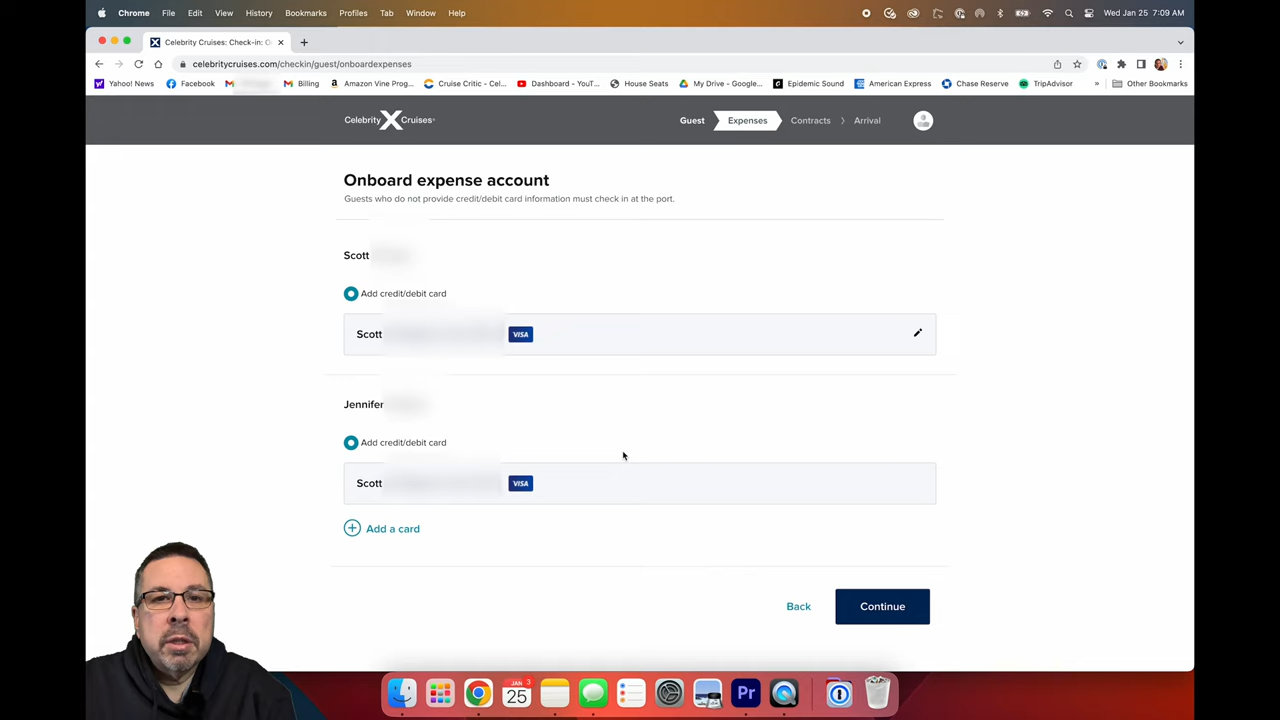 Chrome File Edit View History Bookmarks Profiles Tab Window Help Wed Jan 25 7:09 AM
Celebrity Cruises: Check-in: O
celebritycruises.com/checkin/guest/onboardexpenses
Yahoo! News Facebook Billing Amazon Vine Prog... Cruise Critic - Cel... Dashboard - YouT... House Seats My Drive - Google... Epidemic Sound American Express Chase Reserve TripAdvisor Other Bookmarks
Celebrity X Cruises® Guest Expenses Contracts Arrival
Onboard expense account
Guests who do not provide credit/debit card information must check in at the port.
Scott
Add credit/debit card
Scott VISA
Jennifer
Add credit/debit card
Scott VISA
Add a card
Back Continue
JAN 3
25
Pr